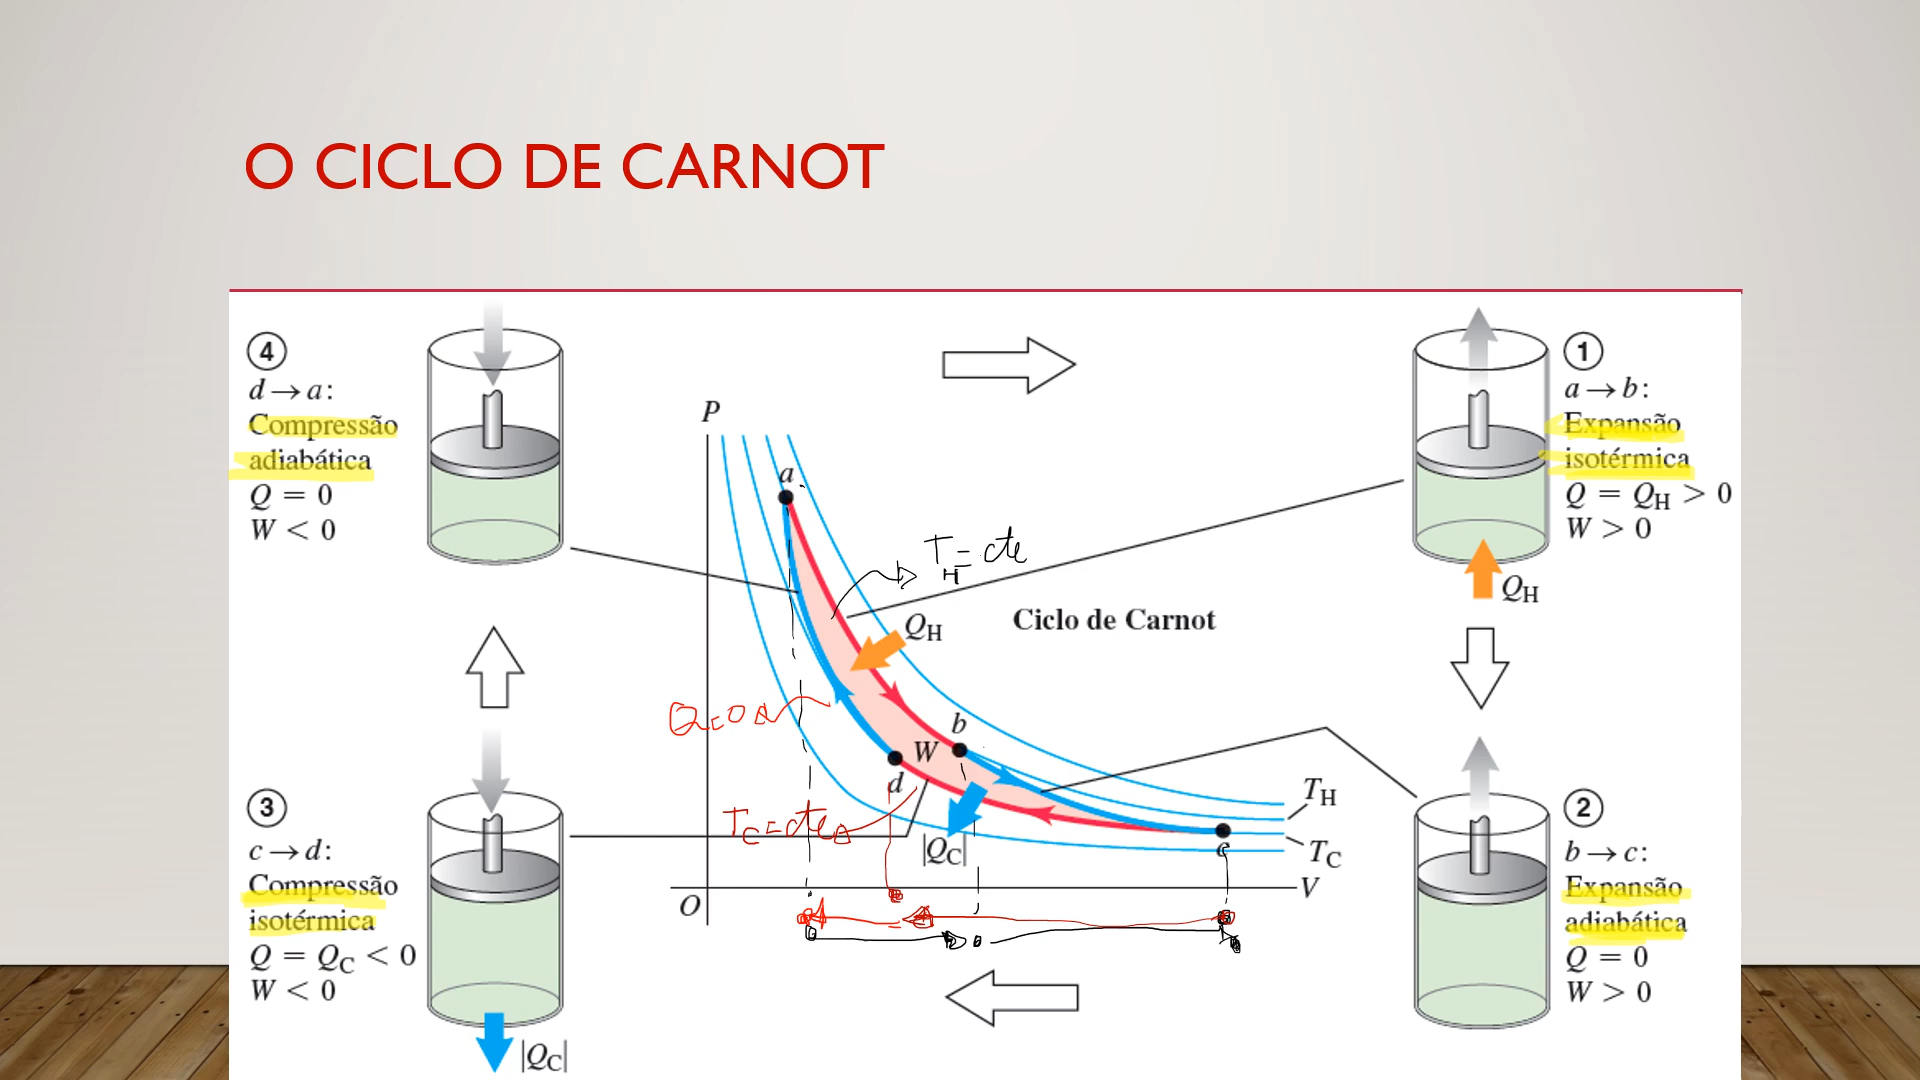 O CICLO DE CARNOT
4
d → a:
Compressão
adiabática
Q = 0
W < 0
1
a → b:
Expansão
isotérmica
Q = Q_H > 0
W > 0
Q_H
P
a
T_H = cte
Q_H
Ciclo de Carnot
Q = 0
b
W
d
T_C = cte
|Q_C|
c
T_H
T_C
V
O
3
c → d:
Compressão
isotérmica
Q = Q_C < 0
W < 0
|Q_C|
2
b → c:
Expansão
adiabática
Q = 0
W > 0